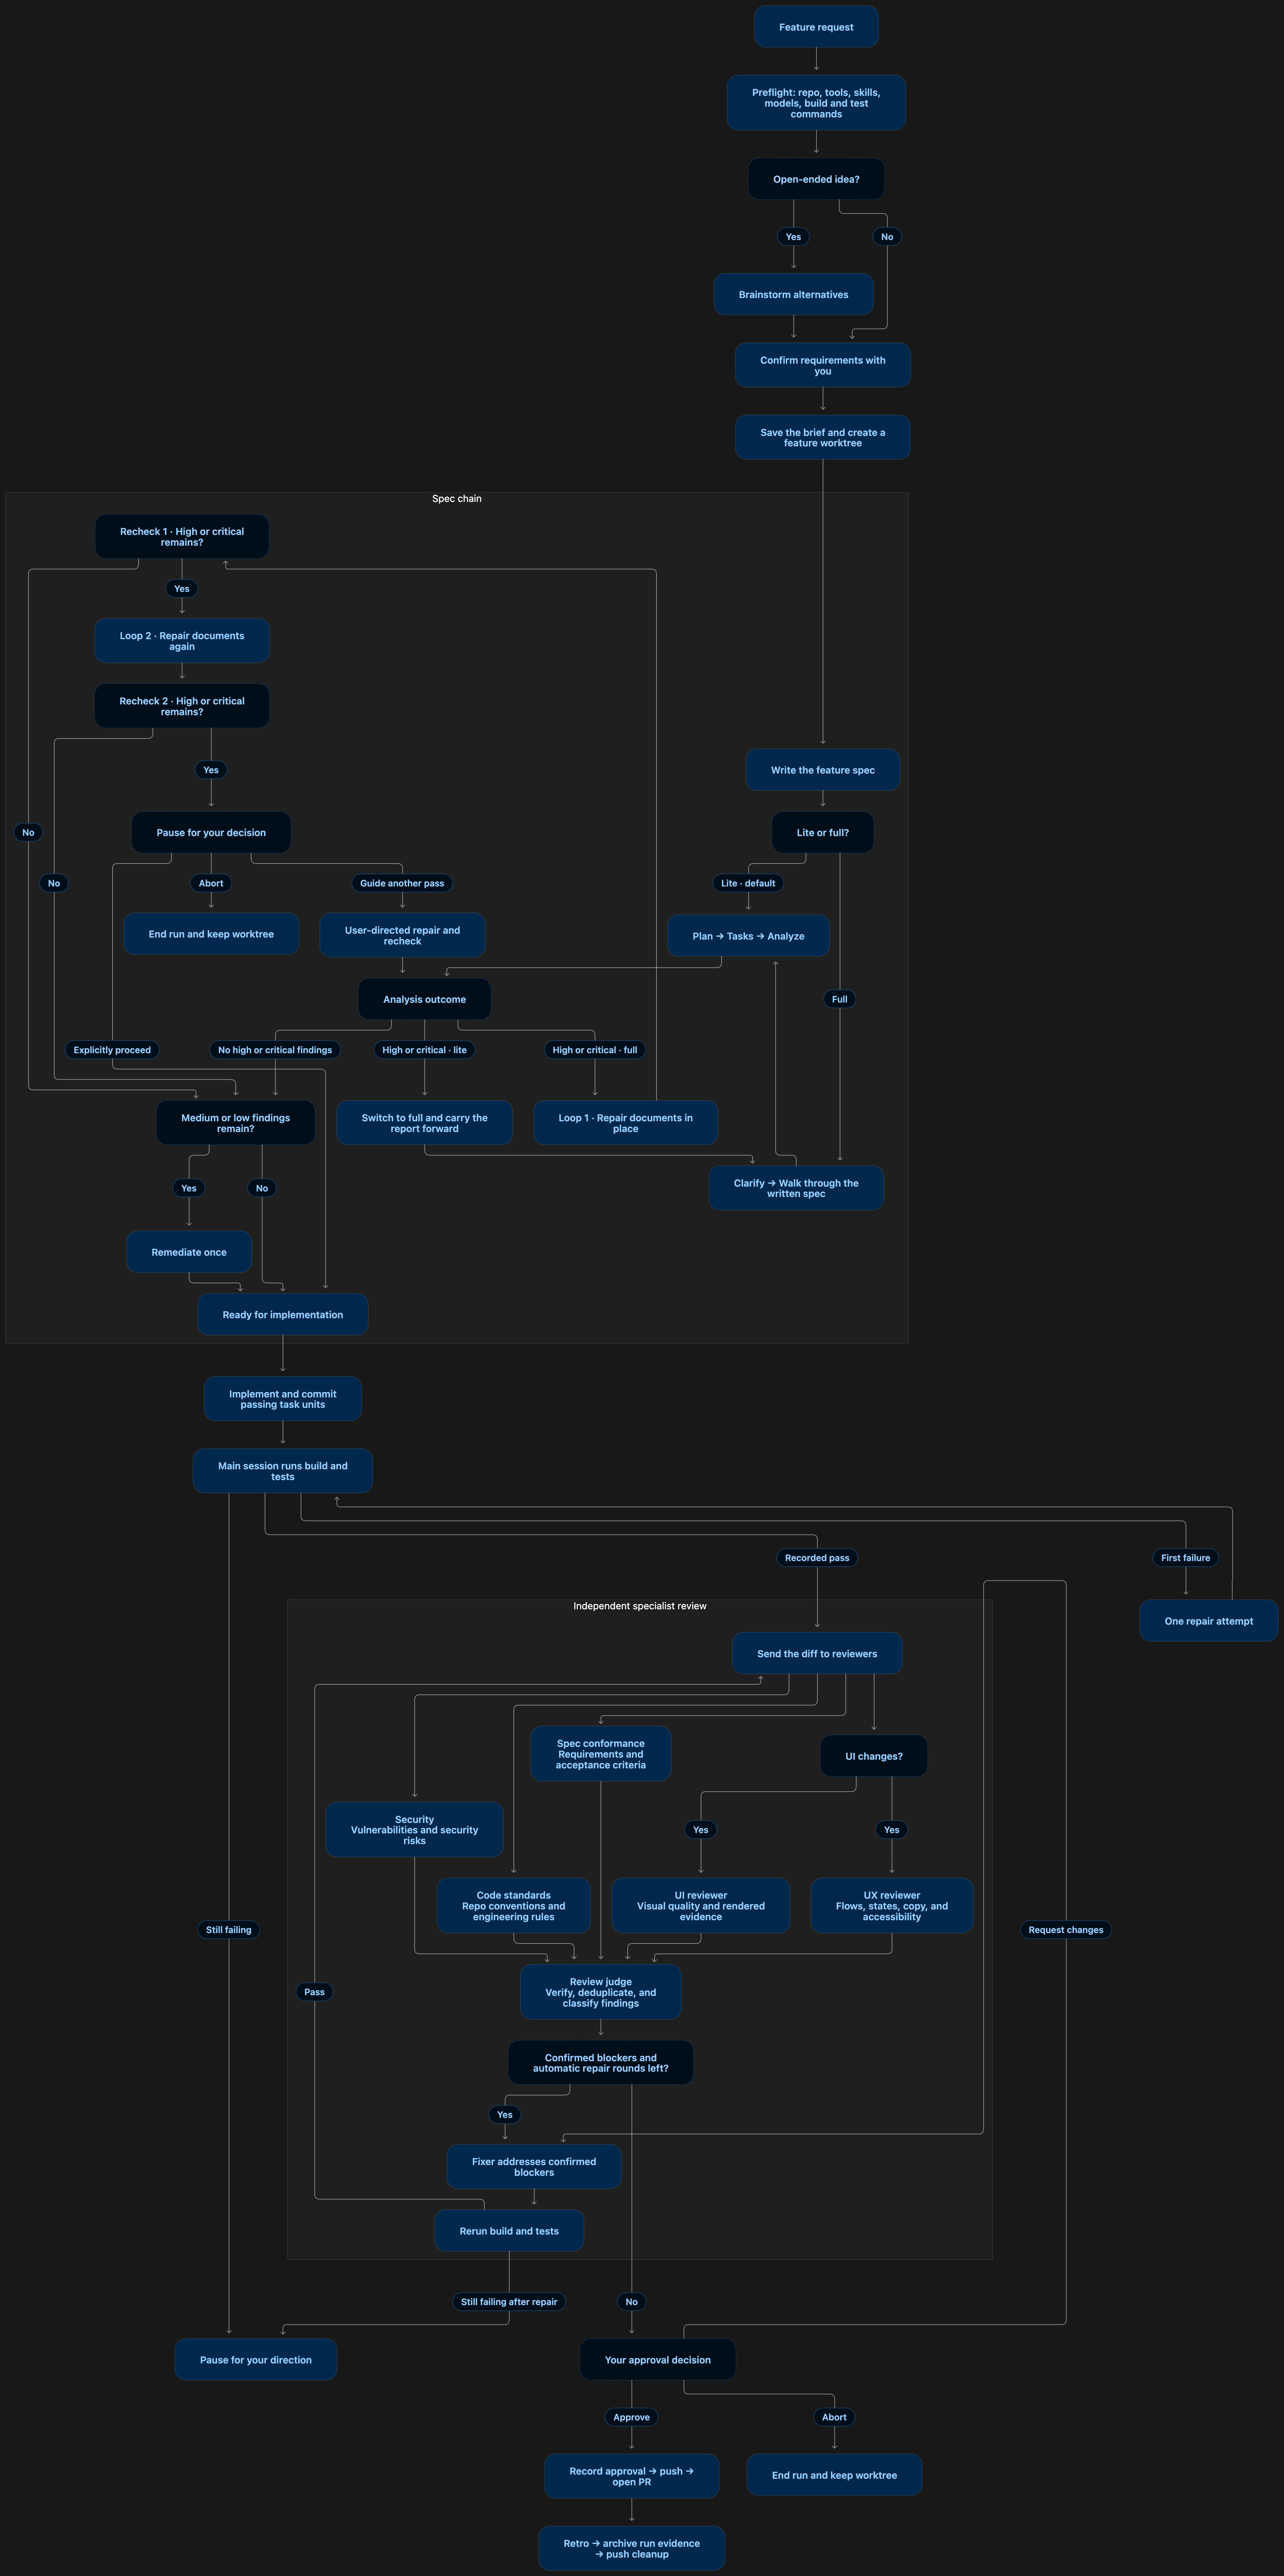 Feature request
Preflight: repo, tools, skills,
models, build and test
commands
Open-ended idea?
Yes
No
Brainstorm alternatives
Confirm requirements with
you
Save the brief and create a
feature worktree
Spec chain
Recheck 1 · High or critical
remains?
Yes
Loop 2 · Repair documents
again
Recheck 2 · High or critical
remains?
Yes
Write the feature spec
No
Pause for your decision
Lite or full?
No
Abort
Guide another pass
Lite · default
End run and keep worktree
User-directed repair and
recheck
Plan → Tasks → Analyze
Analysis outcome
Full
Explicitly proceed
No high or critical findings
High or critical · lite
High or critical · full
Medium or low findings
remain?
Switch to full and carry the
report forward
Loop 1 · Repair documents in
place
Yes
No
Clarify → Walk through the
written spec
Remediate once
Ready for implementation
Implement and commit
passing task units
Main session runs build and
tests
Recorded pass
First failure
Independent specialist review
One repair attempt
Send the diff to reviewers
Spec conformance
Requirements and
acceptance criteria
UI changes?
Security
Vulnerabilities and security
risks
Yes
Yes
Code standards
Repo conventions and
engineering rules
UI reviewer
Visual quality and rendered
evidence
UX reviewer
Flows, states, copy, and
accessibility
Still failing
Request changes
Pass
Review judge
Verify, deduplicate, and
classify findings
Confirmed blockers and
automatic repair rounds left?
Yes
Fixer addresses confirmed
blockers
Rerun build and tests
Still failing after repair
No
Pause for your direction
Your approval decision
Approve
Abort
Record approval → push →
open PR
End run and keep worktree
Retro → archive run evidence
→ push cleanup